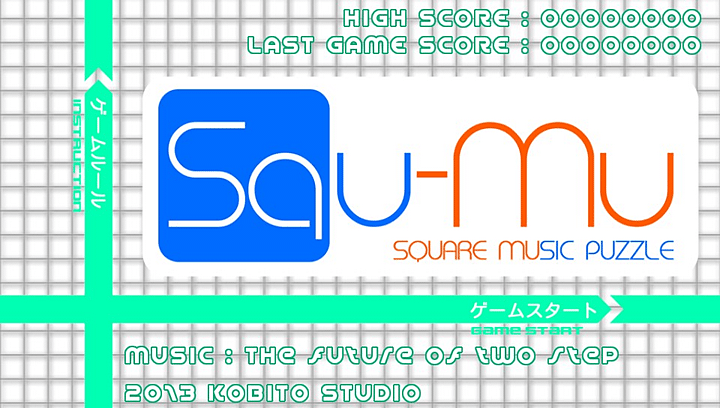 HIGH SCORE : 00000000
LAST GAME SCORE : 00000000
ゲームルール
INSTRUCTION
Squ-Mu
SQUARE MUSIC PUZZLE
ゲームスタート
GAME START
MUSIC : THE FUTURE OF TWO STEP
2013 KOBITO STUDIO